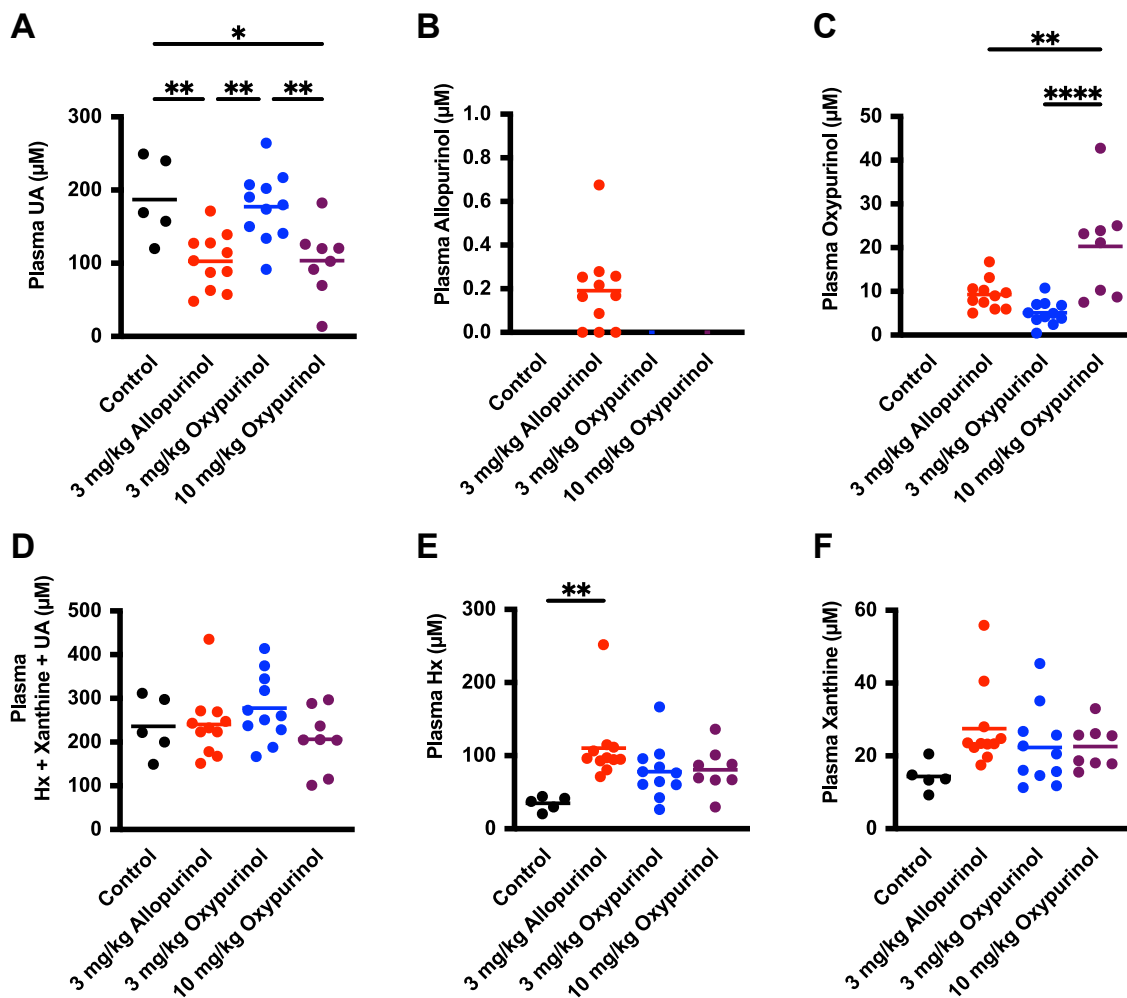 A
*
** ** **
Plasma UA (µM)
300
200
100
0
Control
3 mg/kg Allopurinol
3 mg/kg Oxypurinol
10 mg/kg Oxypurinol
B
Plasma Allopurinol (µM)
1.0
0.8
0.6
0.4
0.2
0.0
Control
3 mg/kg Allopurinol
3 mg/kg Oxypurinol
10 mg/kg Oxypurinol
C
**
****
Plasma Oxypurinol (µM)
50
40
30
20
10
0
Control
3 mg/kg Allopurinol
3 mg/kg Oxypurinol
10 mg/kg Oxypurinol
D
Plasma
Hx + Xanthine + UA (µM)
500
400
300
200
100
0
Control
3 mg/kg Allopurinol
3 mg/kg Oxypurinol
10 mg/kg Oxypurinol
E
**
Plasma Hx (µM)
300
200
100
0
Control
3 mg/kg Allopurinol
3 mg/kg Oxypurinol
10 mg/kg Oxypurinol
F
Plasma Xanthine (µM)
60
40
20
0
Control
3 mg/kg Allopurinol
3 mg/kg Oxypurinol
10 mg/kg Oxypurinol